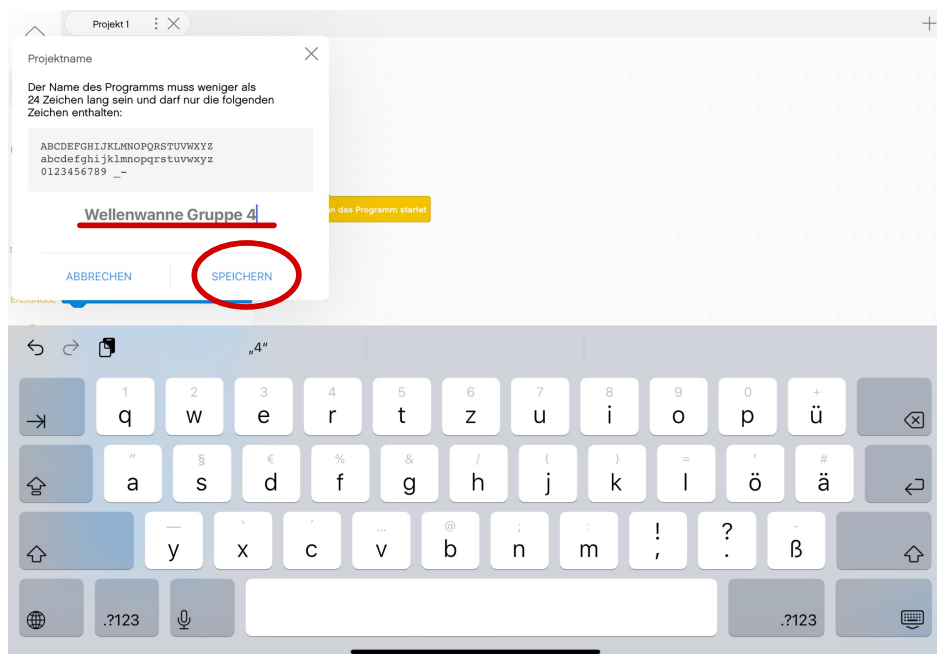 Projekt 1
Projektname
Der Name des Programms muss weniger als
24 Zeichen lang sein und darf nur die folgenden
Zeichen enthalten:
ABCDEFGHIJKLMNOPQRSTUVWXYZ
abcdefghijklmnopqrstuvwxyz
0123456789 _-
Wellenwanne Gruppe 4
n das Programm startet
ABBRECHEN
SPEICHERN
EREIGNISSE
„4“
1 2 3 4 5 6 7 8 9 0 +
q w e r t z u i o p ü
" § € % & / ( ) = ' #
a s d f g h j k l ö ä
— ` ´ ... @ ; : ! ? -
y x c v b n m , . ß
.?123
.?123